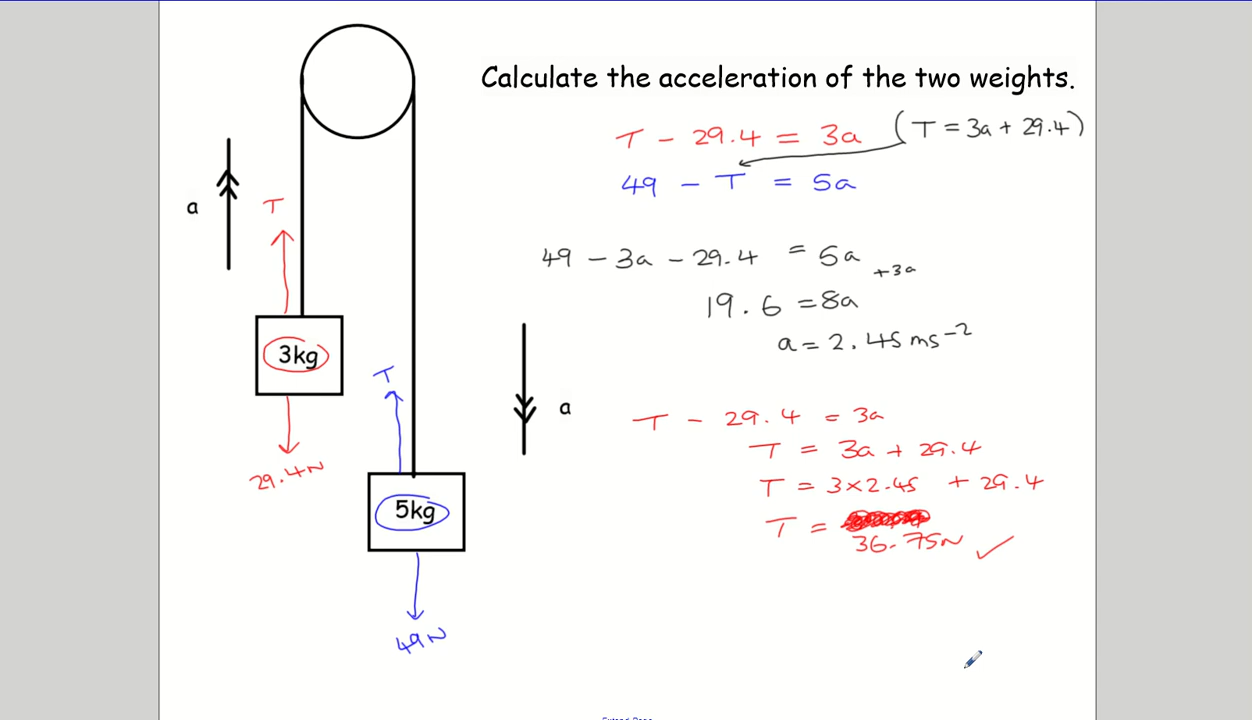 Calculate the acceleration of the two weights.
T - 29.4 = 3a (T = 3a + 29.4)
49 - T = 5a
a
T
49 - 3a - 29.4 = 5a
+3a
19.6 = 8a
a = 2.45 ms⁻²
3kg
T
a
T - 29.4 = 3a
T = 3a + 29.4
29.4N
T = 3×2.45 + 29.4
5kg
T =
36.75N ✓
49N